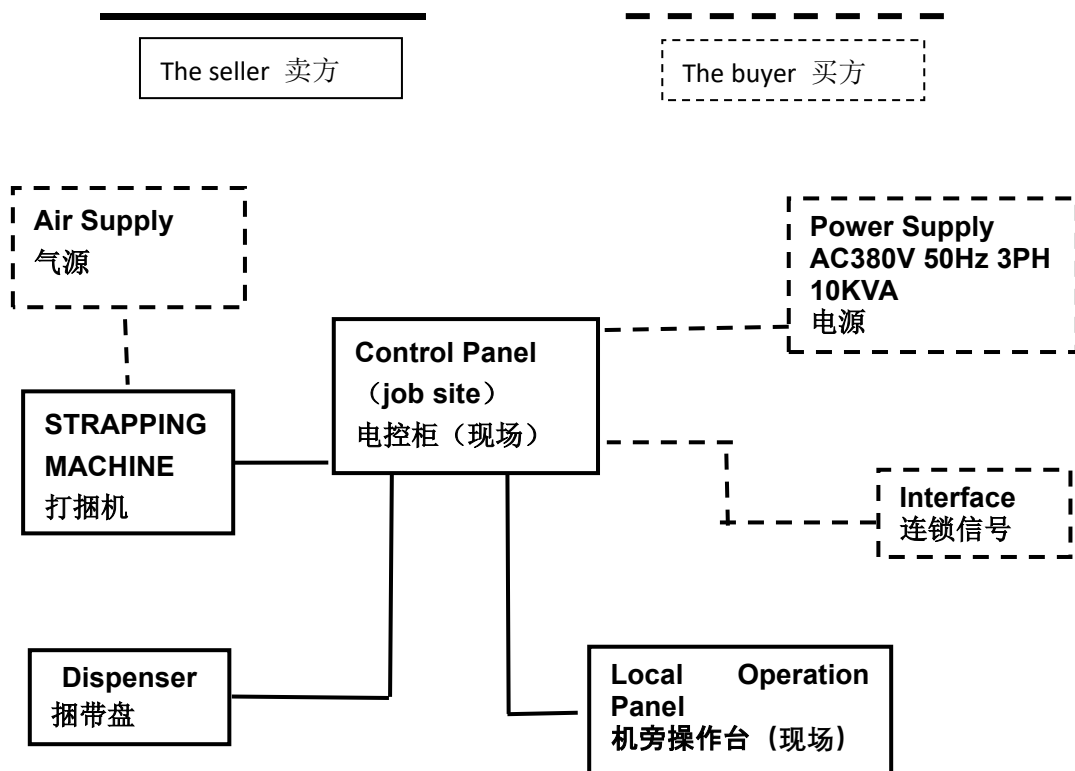 The seller 卖方
The buyer 买方
Air Supply
气源
Power Supply
AC380V 50Hz 3PH
10KVA
电源
Control Panel
（job site）
电控柜（现场）
STRAPPING
MACHINE
打捆机
Interface
连锁信号
Dispenser
捆带盘
Local Operation
Panel
机旁操作台（现场）